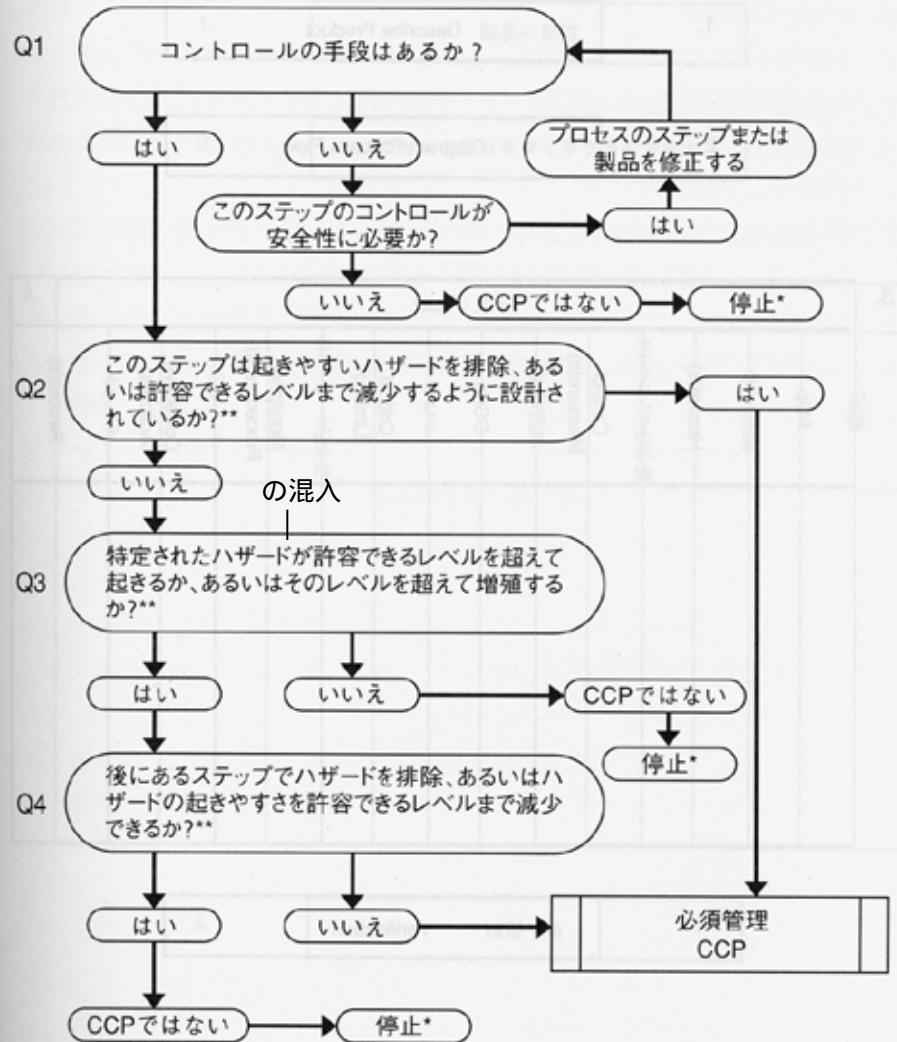 Q1
コントロールの手段はあるか?
はい
いいえ
プロセスのステップまたは
製品を修正する
このステップのコントロールが
安全性に必要か?
はい
いいえ
CCPではない
停止*
Q2
このステップは起きやすいハザードを排除、ある
いは許容できるレベルまで減少するように設計さ
れているか?**
はい
いいえ
の混入
Q3
特定されたハザードが許容できるレベルを超えて
起きるか、あるいはそのレベルを超えて増殖する
か?**
はい
いいえ
CCPではない
停止*
Q4
後にあるステップでハザードを排除、あるいはハ
ザードの起きやすさを許容できるレベルまで減少
できるか?**
はい
いいえ
必須管理
CCP
CCPではない
停止*